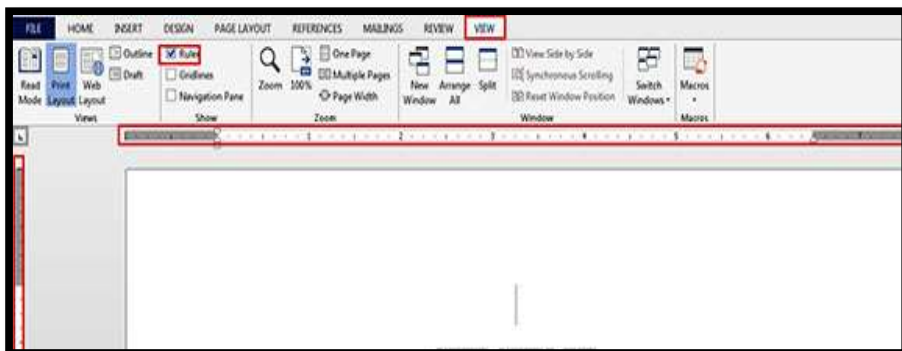 FILE HOME INSERT DESIGN PAGE LAYOUT REFERENCES MAILINGS REVIEW VIEW
Read Mode
Print Layout
Web Layout
Outline
Draft
Views
Ruler
Gridlines
Navigation Pane
Show
Zoom
100%
One Page
Multiple Pages
Page Width
Zoom
New Window
Arrange All
Split
View Side by Side
Synchronous Scrolling
Reset Window Position
Window
Switch Windows
Macros
Macros
1 2 3 4 5 6 7